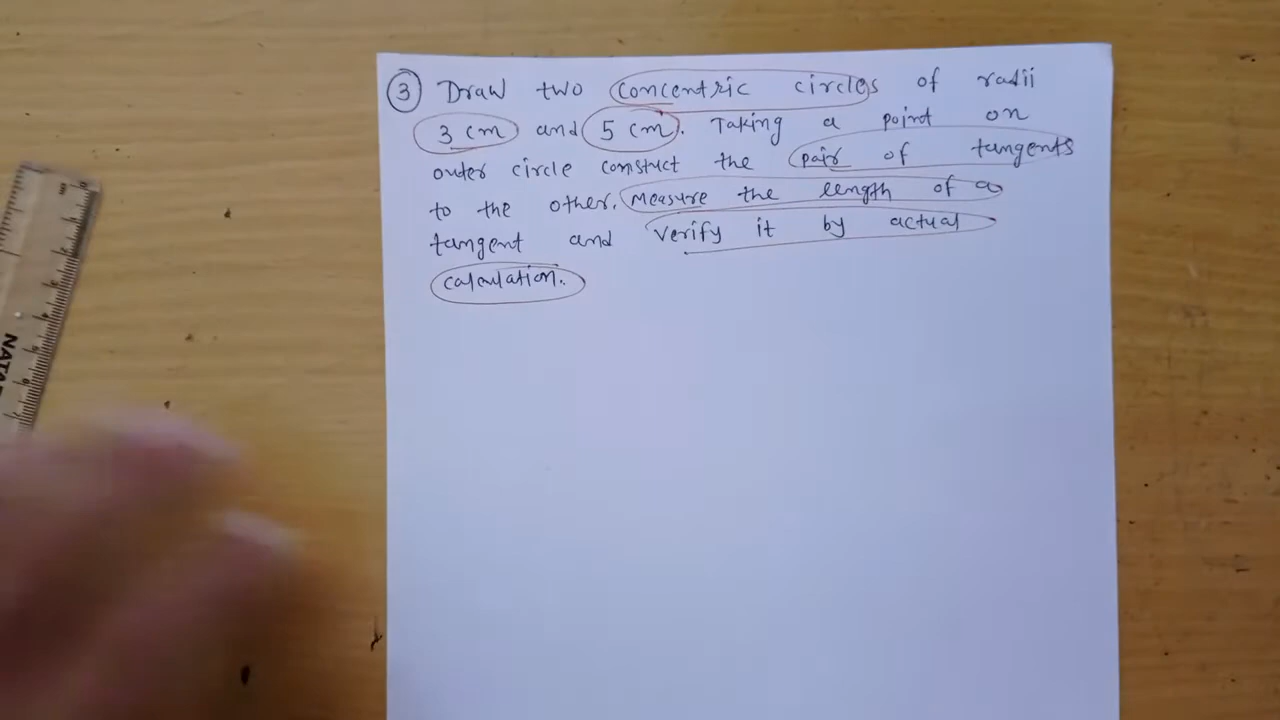 3 Draw two concentric circles of radii
3 cm and 5 cm. Taking a point on
outer circle constuct the pair of tangents
to the other. Measure the length of a
tangent and verify it by actual
calculation.